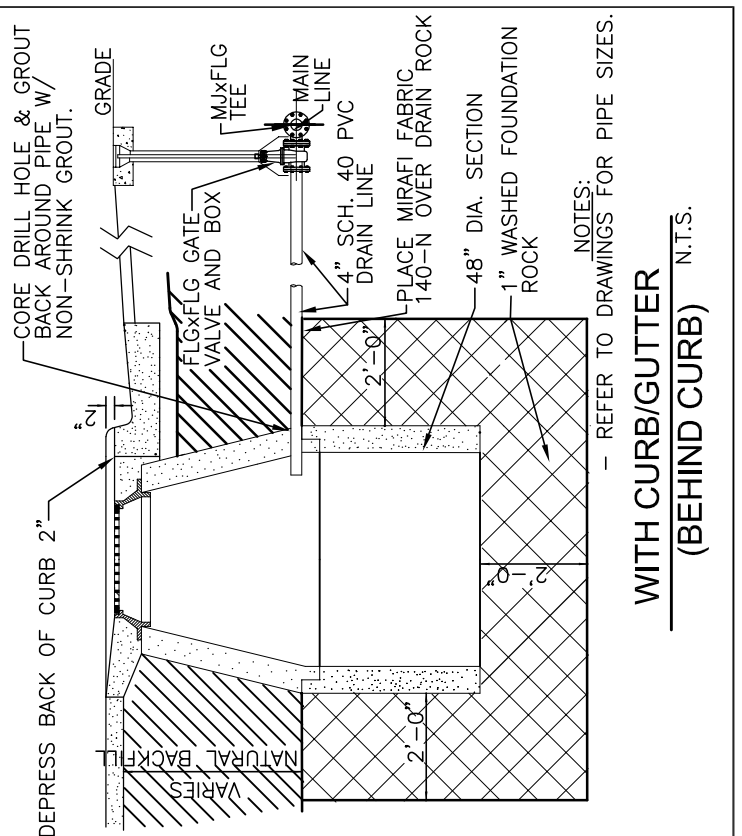 CORE DRILL HOLE & GROUT
BACK AROUND PIPE W/
NON-SHRINK GROUT.
GRADE
DEPRESS BACK OF CURB 2"
2"
FLGxFLG GATE
VALVE AND BOX
MJxFLG
TEE
MAIN
LINE
4" SCH. 40 PVC
DRAIN LINE
PLACE MIRAFI FABRIC
140-N OVER DRAIN ROCK
48" DIA. SECTION
1" WASHED FOUNDATION
ROCK
VARIES
NATURAL BACKFILL
2'-0"
2'-0"
2'-0"
NOTES:
- REFER TO DRAWINGS FOR PIPE SIZES.
WITH CURB/GUTTER
(BEHIND CURB)
N.T.S.